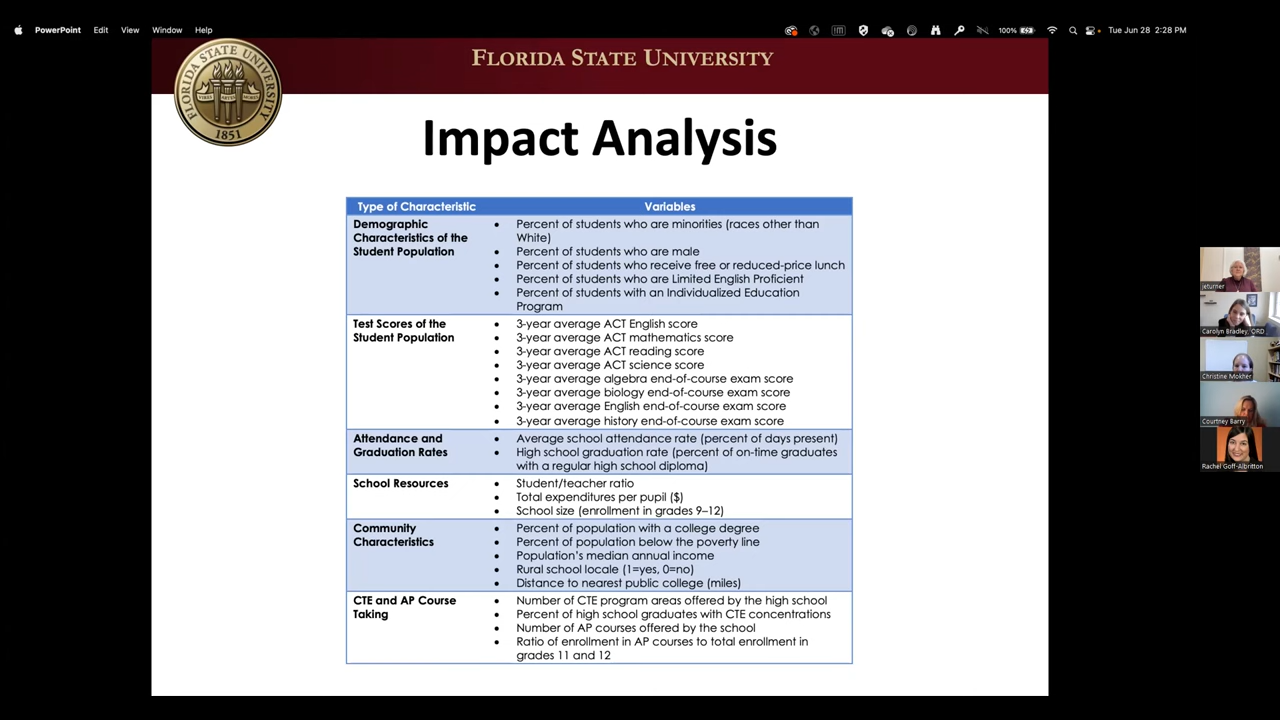 PowerPoint Edit View Window Help 100% Tue Jun 28 2:28 PM
FLORIDA STATE UNIVERSITY
FLORIDA STATE UNIVERSITY
VIRES ARTES MORES
1851
Impact Analysis
Type of Characteristic Variables
Demographic
Characteristics of the
Student Population
• Percent of students who are minorities (races other than
White)
• Percent of students who are male
• Percent of students who receive free or reduced-price lunch
• Percent of students who are Limited English Proficient
• Percent of students with an Individualized Education
Program
Test Scores of the
Student Population
• 3-year average ACT English score
• 3-year average ACT mathematics score
• 3-year average ACT reading score
• 3-year average ACT science score
• 3-year average algebra end-of-course exam score
• 3-year average biology end-of-course exam score
• 3-year average English end-of-course exam score
• 3-year average history end-of-course exam score
Attendance and
Graduation Rates
• Average school attendance rate (percent of days present)
• High school graduation rate (percent of on-time graduates
with a regular high school diploma)
School Resources
• Student/teacher ratio
• Total expenditures per pupil ($)
• School size (enrollment in grades 9–12)
Community
Characteristics
• Percent of population with a college degree
• Percent of population below the poverty line
• Population's median annual income
• Rural school locale (1=yes, 0=no)
• Distance to nearest public college (miles)
CTE and AP Course
Taking
• Number of CTE program areas offered by the high school
• Percent of high school graduates with CTE concentrations
• Number of AP courses offered by the school
• Ratio of enrollment in AP courses to total enrollment in
grades 11 and 12
jeturner
Carolyn Bradley, ORD
Christine Mokher
Courtney Barry
Rachel Goff-Albritton